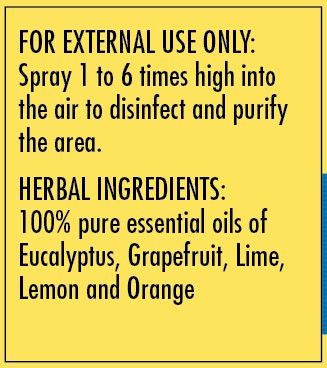 FOR EXTERNAL USE ONLY:
Spray 1 to 6 times high into
the air to disinfect and purify
the area.
HERBAL INGREDIENTS:
100% pure essential oils of
Eucalyptus, Grapefruit, Lime,
Lemon and Orange